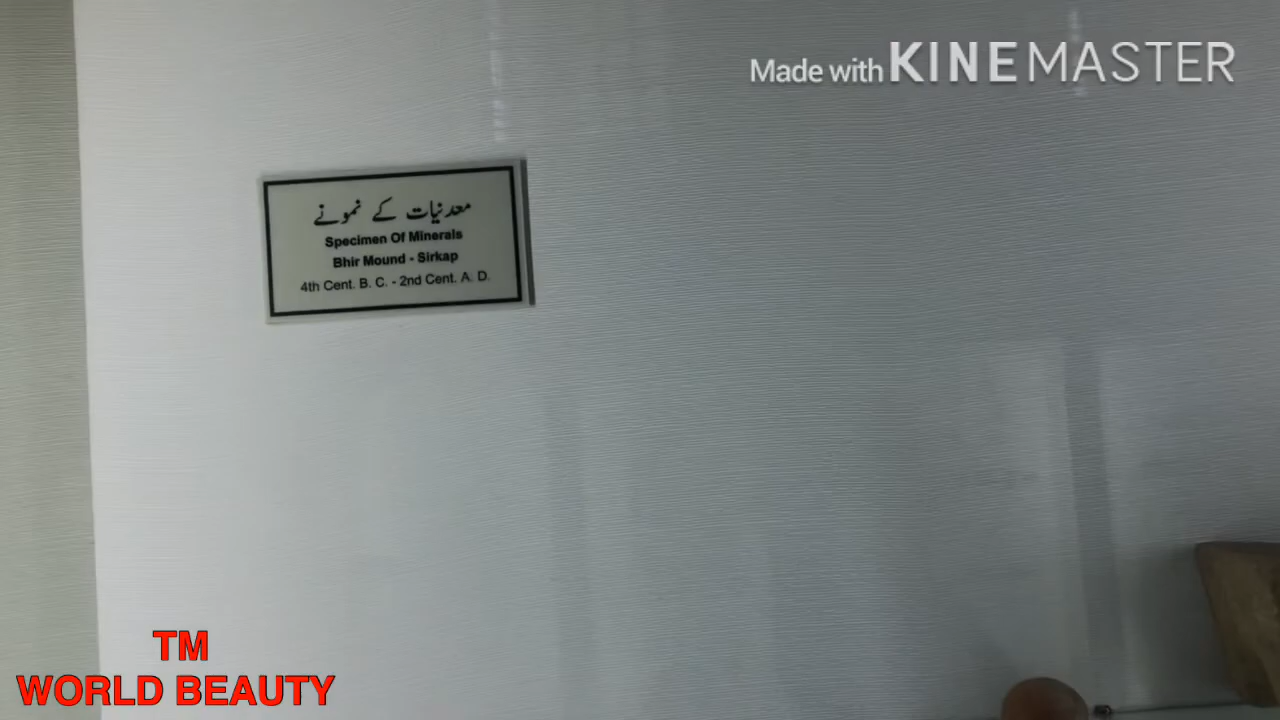 Made with KINEMASTER
معدنیات کے نمونے
Specimen Of Minerals
Bhir Mound - Sirkap
4th Cent. B. C. - 2nd Cent. A. D.
TM
WORLD BEAUTY